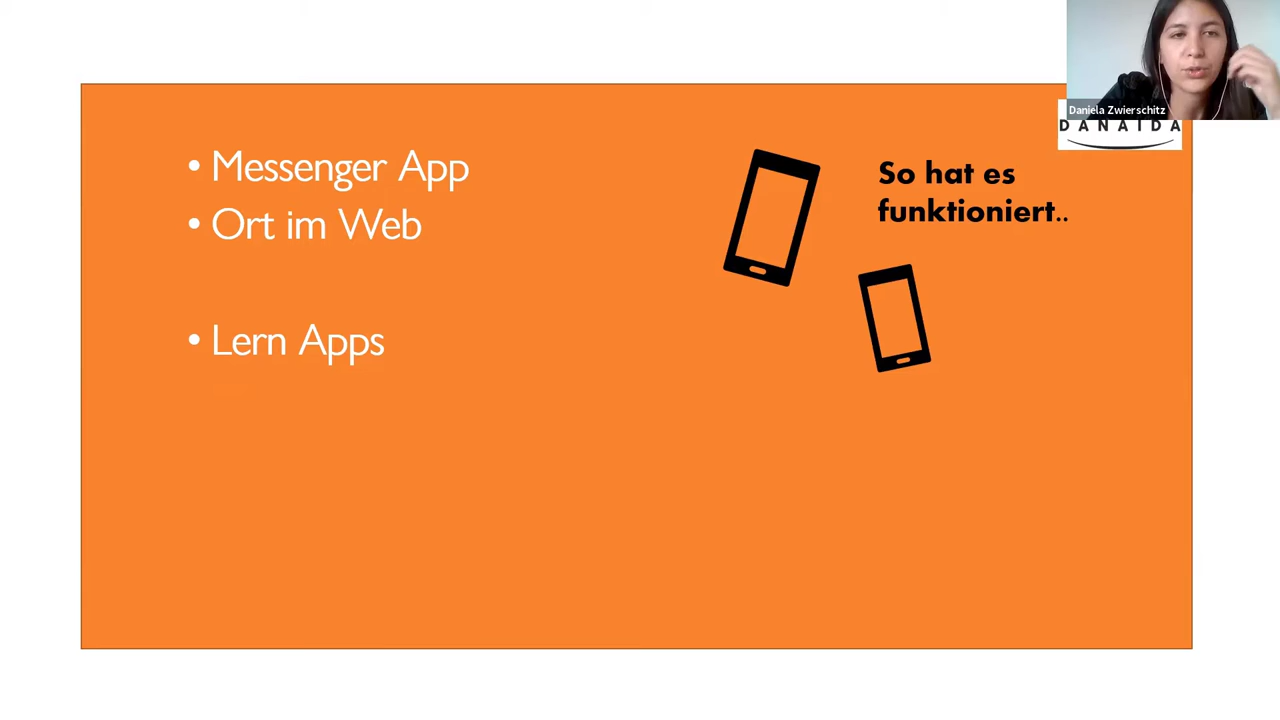 Daniela Zwierschitz
DANAIDA
• Messenger App
• Ort im Web
• Lern Apps
So hat es
funktioniert..